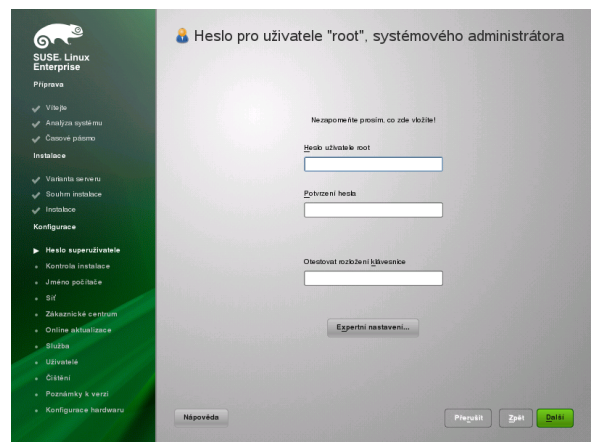 SUSE. Linux
Enterprise
Příprava
Vítejte
Analýza systému
Časové pásmo
Instalace
Varianta serveru
Souhrn instalace
Instalace
Konfigurace
Heslo superuživatele
Kontrola instalace
Jméno počítače
Síť
Zákaznické centrum
Online aktualizace
Služba
Uživatelé
Čištění
Poznámky k verzi
Konfigurace hardwaru
Heslo pro uživatele "root", systémového administrátora
Nezapomeňte prosím, co zde vložíte!
Heslo uživatele root
Potvrzení hesla
Otestovat rozložení klávesnice
Expertní nastavení...
Nápověda
Přerušit
Zpět
Další